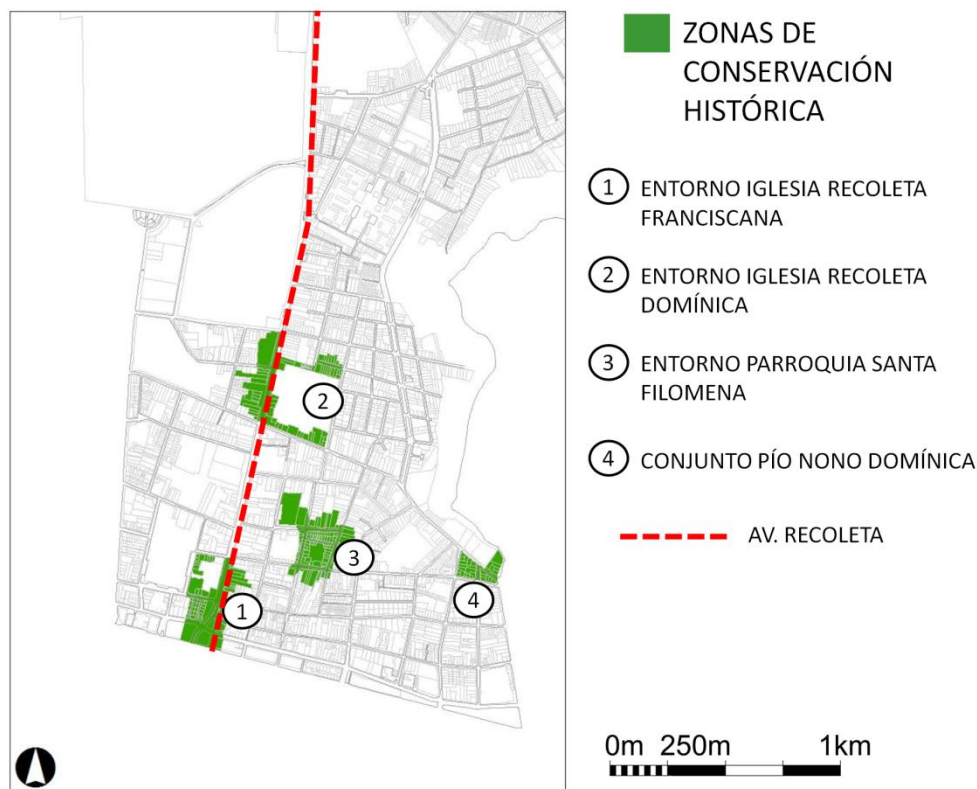 ZONAS DE
CONSERVACIÓN
HISTÓRICA
1 ENTORNO IGLESIA RECOLETA
FRANCISCANA
2 ENTORNO IGLESIA RECOLETA
DOMÍNICA
3 ENTORNO PARROQUIA SANTA
FILOMENA
4 CONJUNTO PÍO NONO DOMÍNICA
AV. RECOLETA
0m 250m 1km
2
3
1
4